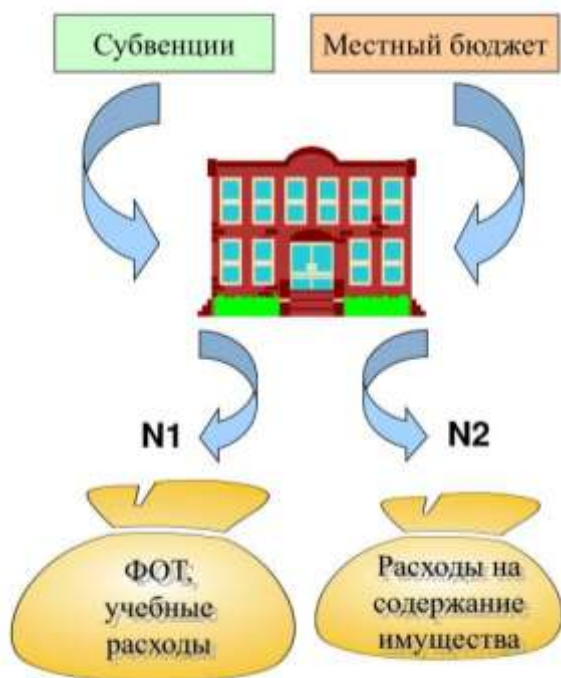 Субвенции
Местный бюджет
N1
N2
ФОТ,
учебные
расходы
Расходы на
содержание
имущества